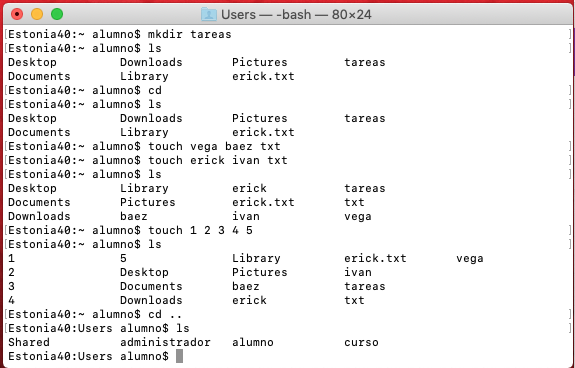 Users — -bash — 80×24
[Estonia40:~ alumno$ mkdir tareas ]
[Estonia40:~ alumno$ ls ]
Desktop Downloads Pictures tareas
Documents Library erick.txt
[Estonia40:~ alumno$ cd ]
[Estonia40:~ alumno$ ls ]
Desktop Downloads Pictures tareas
Documents Library erick.txt
[Estonia40:~ alumno$ touch vega baez txt ]
[Estonia40:~ alumno$ touch erick ivan txt ]
[Estonia40:~ alumno$ ls ]
Desktop Library erick tareas
Documents Pictures erick.txt txt
Downloads baez ivan vega
[Estonia40:~ alumno$ touch 1 2 3 4 5 ]
[Estonia40:~ alumno$ ls ]
1 5 Library erick.txt vega
2 Desktop Pictures ivan
3 Documents baez tareas
4 Downloads erick txt
[Estonia40:~ alumno$ cd .. ]
[Estonia40:Users alumno$ ls ]
Shared administrador alumno curso
Estonia40:Users alumno$